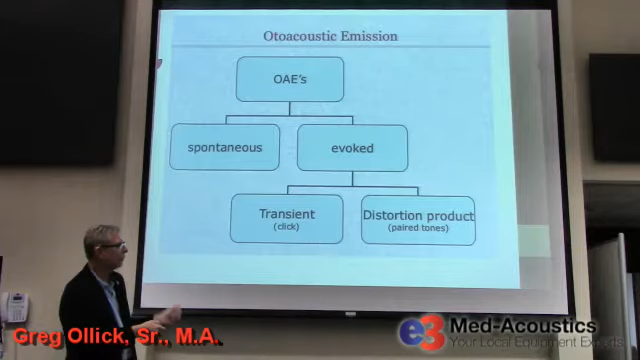 Otoacoustic Emission
OAE's
spontaneous
evoked
Transient
(click)
Distortion product
(paired tones)
Greg Ollick, Sr., M.A.
e3 Med-Acoustics
Your Local Equipment Experts